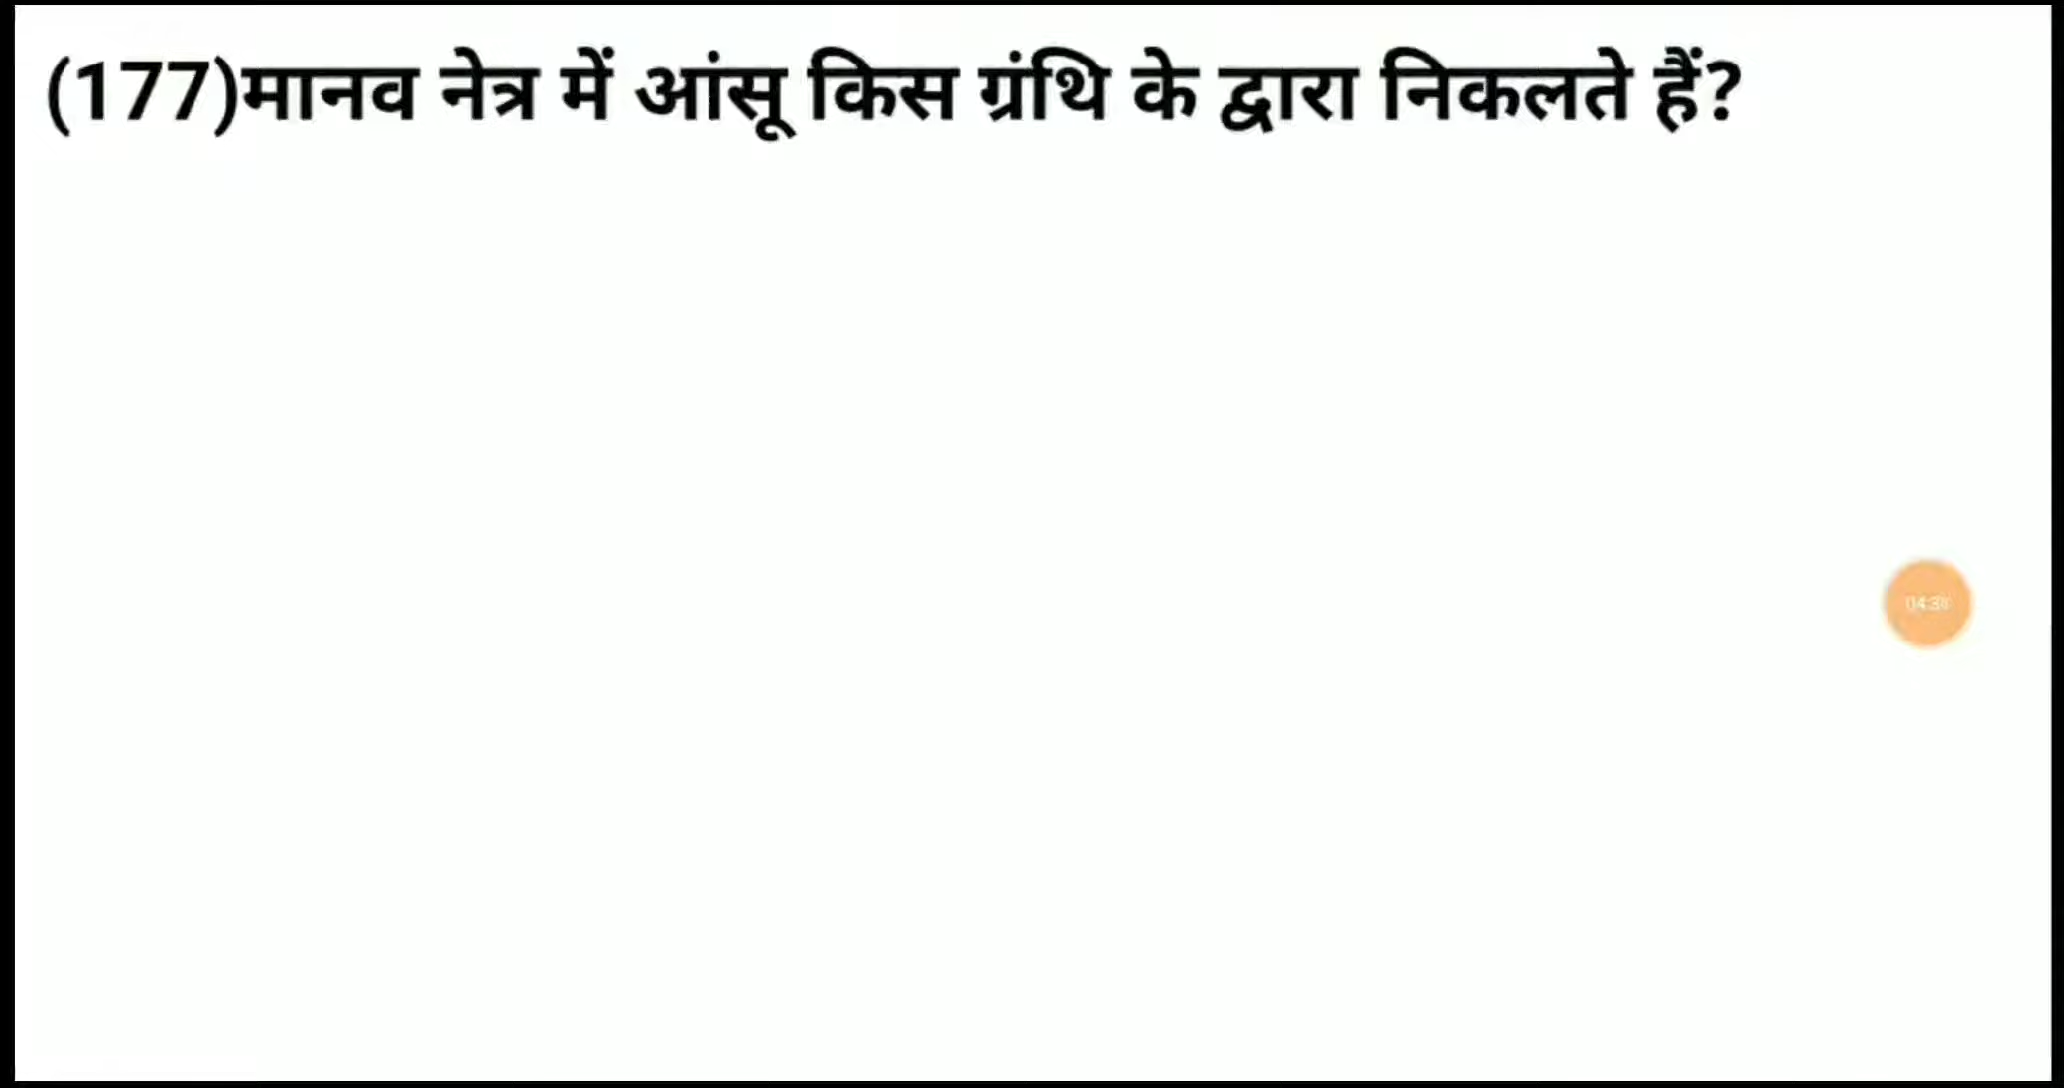 (177)मानव नेत्र में आंसू किस ग्रंथि के द्वारा निकलते हैं?